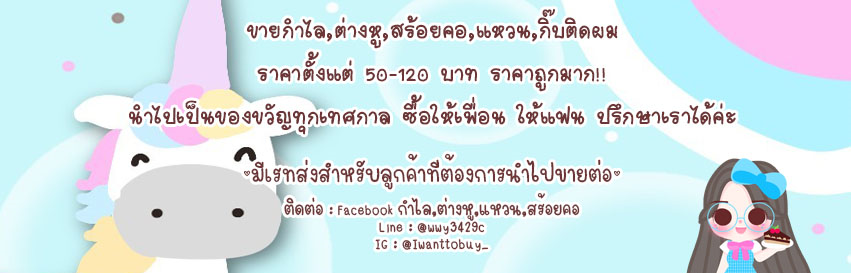 ขายกำไล,ต่างหู,สร้อยคอ,แหวน,กิ๊บติดผม
ราคาตั้งแต่ 50-120 บาท ราคาถูกมาก!!
นำไปเป็นของขวัญทุกเทศกาล ซื้อให้เพื่อน ให้แฟน ปรึกษาเราได้ค่ะ
♥มีเรทส่งสำหรับลูกค้าที่ต้องการนำไปขายต่อ♥
ติดต่อ : Facebook กำไล,ต่างหู,แหวน,สร้อยคอ
Line : @wwy3429c
IG : @Iwanttobuy_